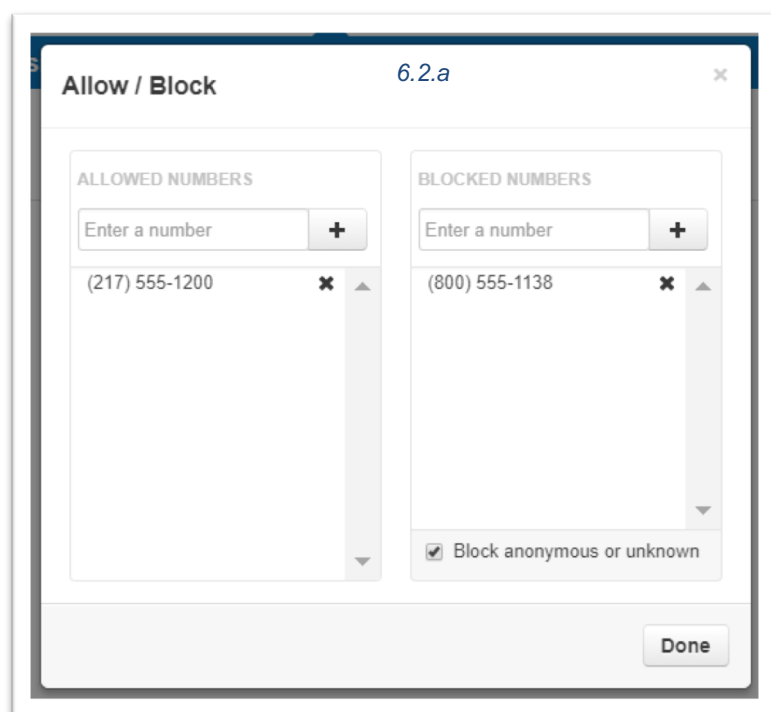 s
6.2.a
Allow / Block ×
ALLOWED NUMBERS
Enter a number +
(217) 555-1200 ✖
BLOCKED NUMBERS
Enter a number +
(800) 555-1138 ✖
Block anonymous or unknown
Done